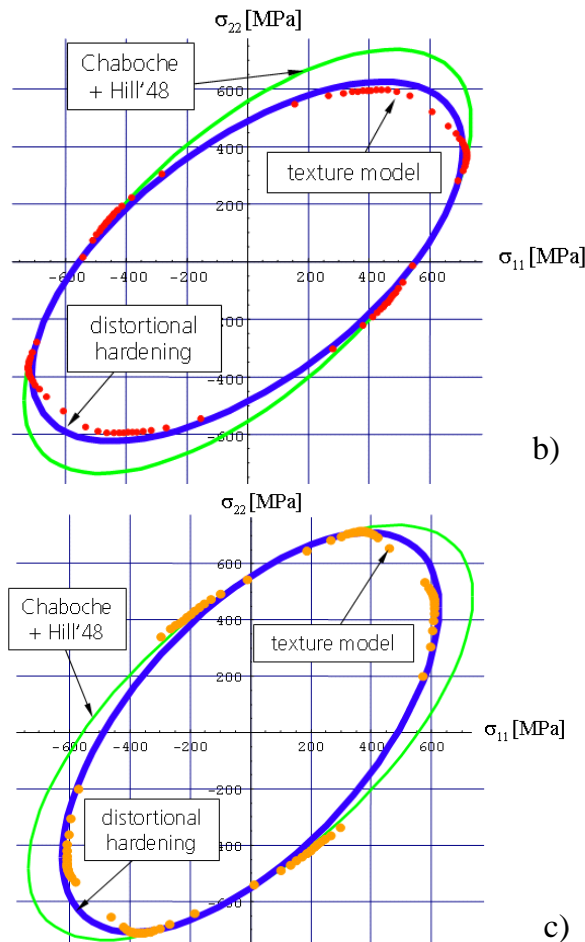 σ22 [MPa]
Chaboche
+ Hill'48
600
400
texture model
200
σ11 [MPa]
-600
-400
-200
200
400
600
distortional
hardening
-200
-400
-600
b)
σ22 [MPa]
600
Chaboche
+ Hill'48
400
texture model
200
σ11 [MPa]
-600
-400
-200
200
400
600
-200
distortional
hardening
c)